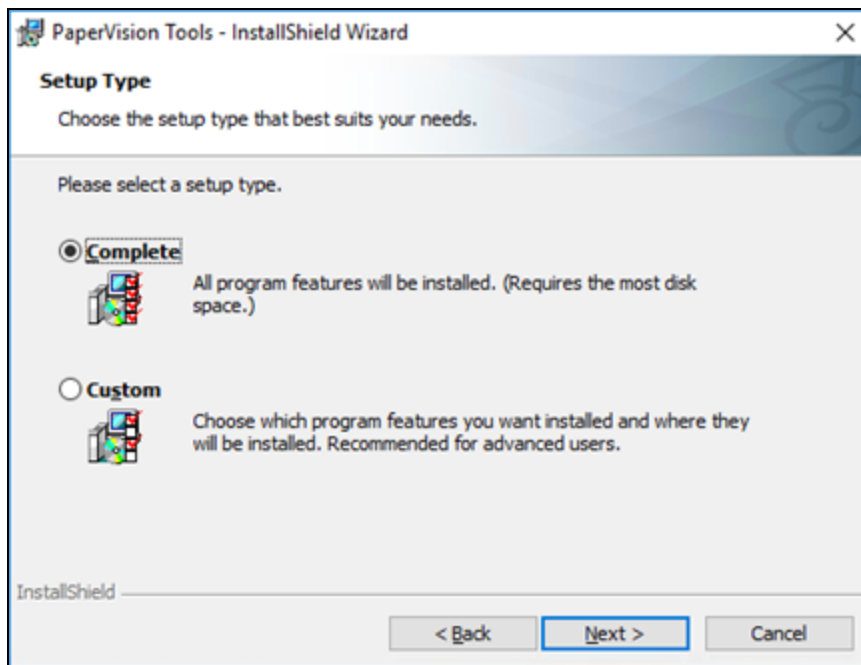 PaperVision Tools - InstallShield Wizard
Setup Type
Choose the setup type that best suits your needs.
Please select a setup type.
Complete
All program features will be installed. (Requires the most disk
space.)
Custom
Choose which program features you want installed and where they
will be installed. Recommended for advanced users.
InstallShield
< Back
Next >
Cancel